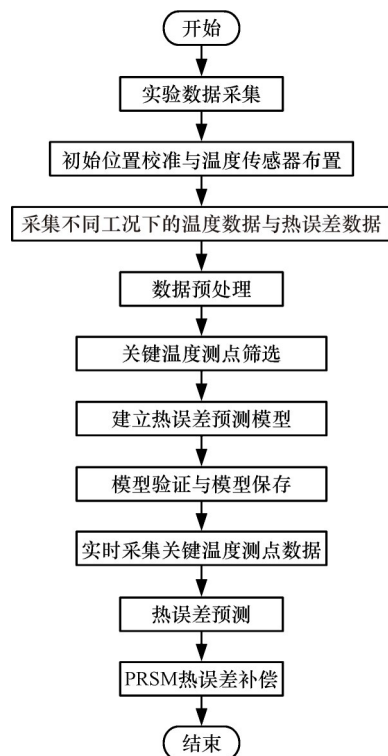 开始
实验数据采集
初始位置校准与温度传感器布置
采集不同工况下的温度数据与热误差数据
数据预处理
关键温度测点筛选
建立热误差预测模型
模型验证与模型保存
实时采集关键温度测点数据
热误差预测
PRSM热误差补偿
结束